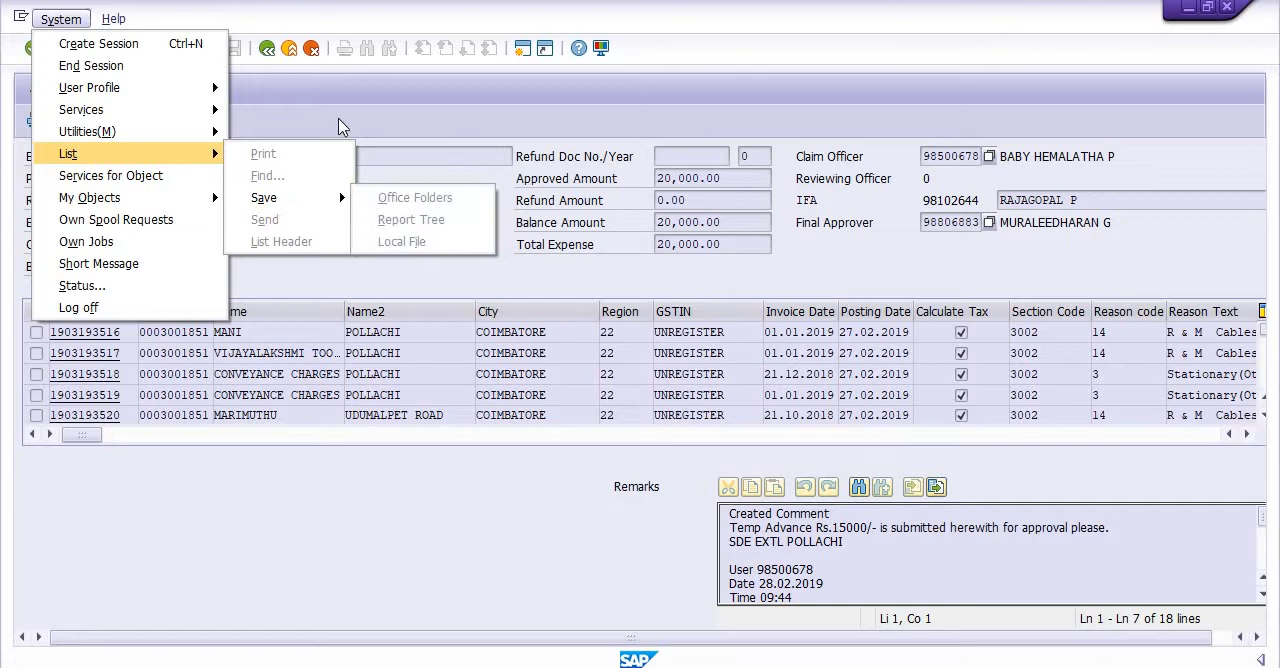 System Help
Create Session Ctrl+N
End Session
User Profile
Services
Utilities(M)
List
Services for Object
My Objects
Own Spool Requests
Own Jobs
Short Message
Status...
Log off
Print
Find...
Save
Send
List Header
Office Folders
Report Tree
Local File
Refund Doc No./Year 0 Claim Officer 98500678 BABY HEMALATHA P
Approved Amount 20,000.00 Reviewing Officer 0
Refund Amount 0.00 IFA 98102644 RAJAGOPAL P
Balance Amount 20,000.00 Final Approver 98806883 MURALEEDHARAN G
Total Expense 20,000.00
Name2 City Region GSTIN Invoice Date Posting Date Calculate Tax Section Code Reason code Reason Text
1903193516 0003001851 MANI POLLACHI COIMBATORE 22 UNREGISTER 01.01.2019 27.02.2019 3002 14 R & M Cables
1903193517 0003001851 VIJAYALAKSHMI TOO... POLLACHI COIMBATORE 22 UNREGISTER 01.01.2019 27.02.2019 3002 14 R & M Cables
1903193518 0003001851 CONVEYANCE CHARGES POLLACHI COIMBATORE 22 UNREGISTER 21.12.2018 27.02.2019 3002 3 Stationary(Ot
1903193519 0003001851 CONVEYANCE CHARGES POLLACHI COIMBATORE 22 UNREGISTER 01.01.2019 27.02.2019 3002 3 Stationary(Ot
1903193520 0003001851 MARIMUTHU UDUMALPET ROAD COIMBATORE 22 UNREGISTER 21.10.2018 27.02.2019 3002 14 R & M Cables
Remarks
Created Comment
Temp Advance Rs.15000/- is submitted herewith for approval please.
SDE EXTL POLLACHI
User 98500678
Date 28.02.2019
Time 09:44
Li 1, Co 1 Ln 1 - Ln 7 of 18 lines
SAP